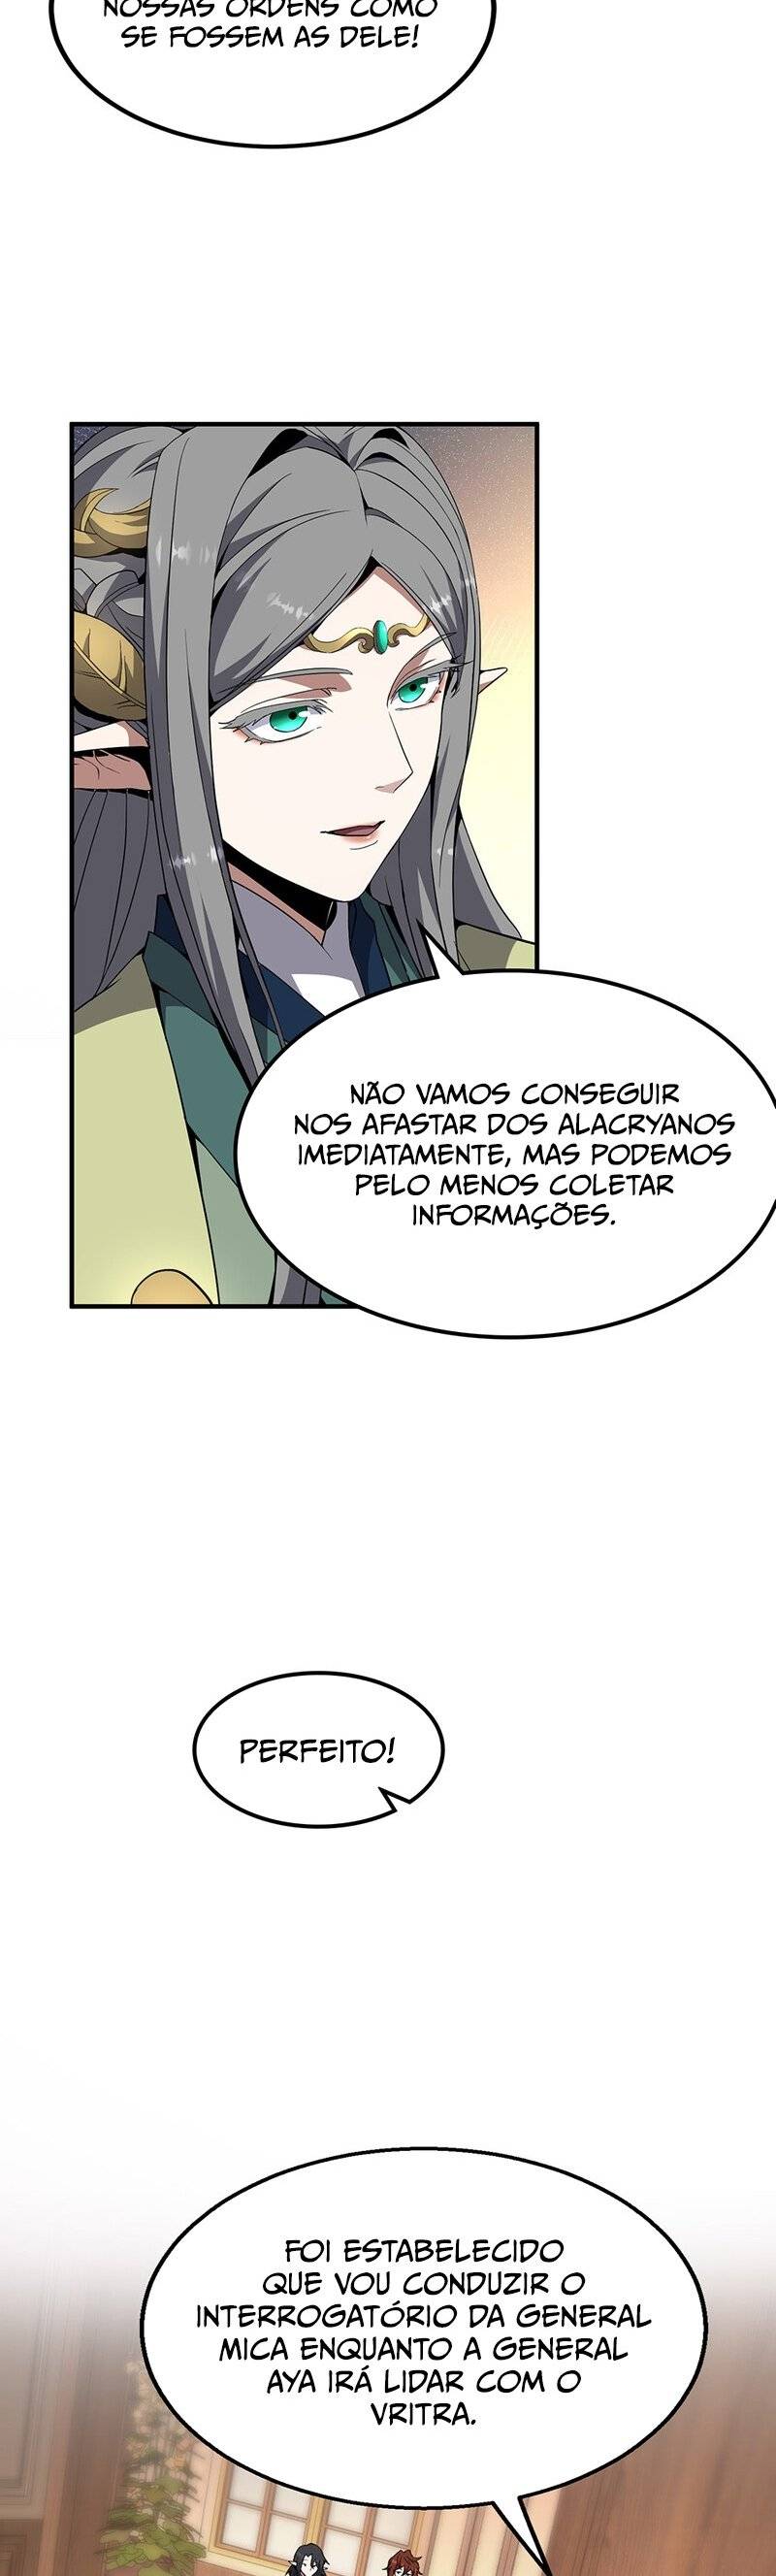 NOSSAS ORDENS COMO
SE FOSSEM AS DELE!
NÃO VAMOS CONSEGUIR
NOS AFASTAR DOS ALACRYANOS
IMEDIATAMENTE, MAS PODEMOS
PELO MENOS COLETAR
INFORMAÇÕES.
PERFEITO!
FOI ESTABELECIDO
QUE VOU CONDUZIR O
INTERROGATÓRIO DA GENERAL
MICA ENQUANTO A GENERAL
AYA IRÁ LIDAR COM O
VRITRA.